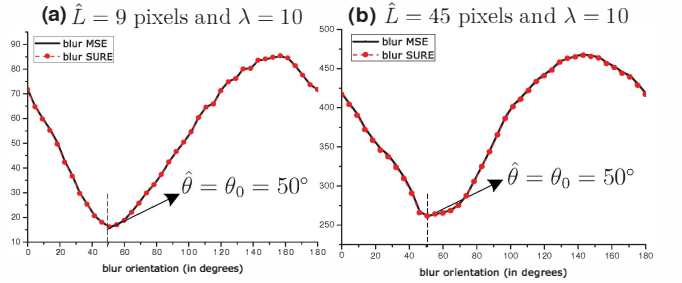 (a) L̂ = 9 pixels and λ = 10
blur MSE
blur SURE
90
80
70
60
50
40
30
20
10
θ̂ = θ₀ = 50°
0 20 40 60 80 100 120 140 160 180
blur orientation (in degrees)
(b) L̂ = 45 pixels and λ = 10
blur MSE
blur SURE
500
450
400
350
300
250
θ̂ = θ₀ = 50°
0 20 40 60 80 100 120 140 160 180
blur orientation (in degrees)